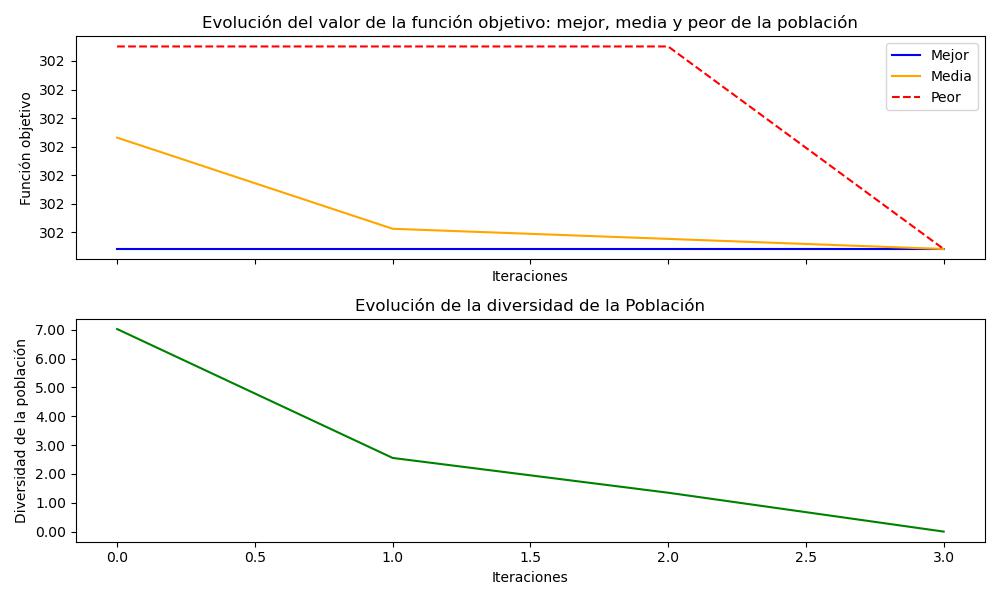 Evolución del valor de la función objetivo: mejor, media y peor de la población
Función objetivo
302
302
302
302
302
302
302
Mejor
Media
Peor
Iteraciones
Evolución de la diversidad de la Población
Diversidad de la población
7.00
6.00
5.00
4.00
3.00
2.00
1.00
0.00
0.0 0.5 1.0 1.5 2.0 2.5 3.0
Iteraciones